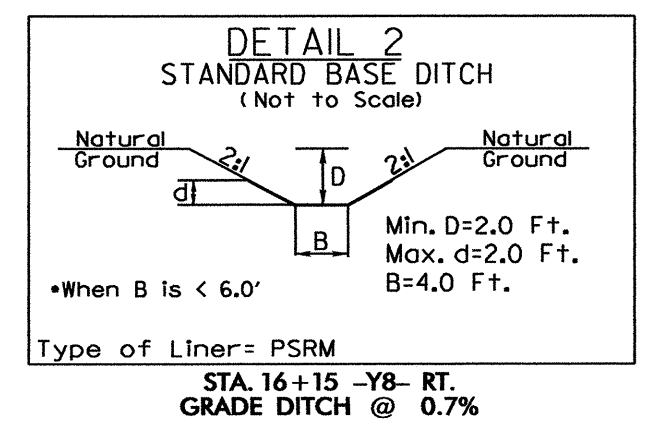 DETAIL 2
STANDARD BASE DITCH
(Not to Scale)
Natural
Ground
2:1
D
2:1
Natural
Ground
d
B
Min. D=2.0 Ft.
Max. d=2.0 Ft.
B=4.0 Ft.
*When B is < 6.0'
Type of Liner= PSRM
STA. 16+15 -Y8- RT.
GRADE DITCH @ 0.7%